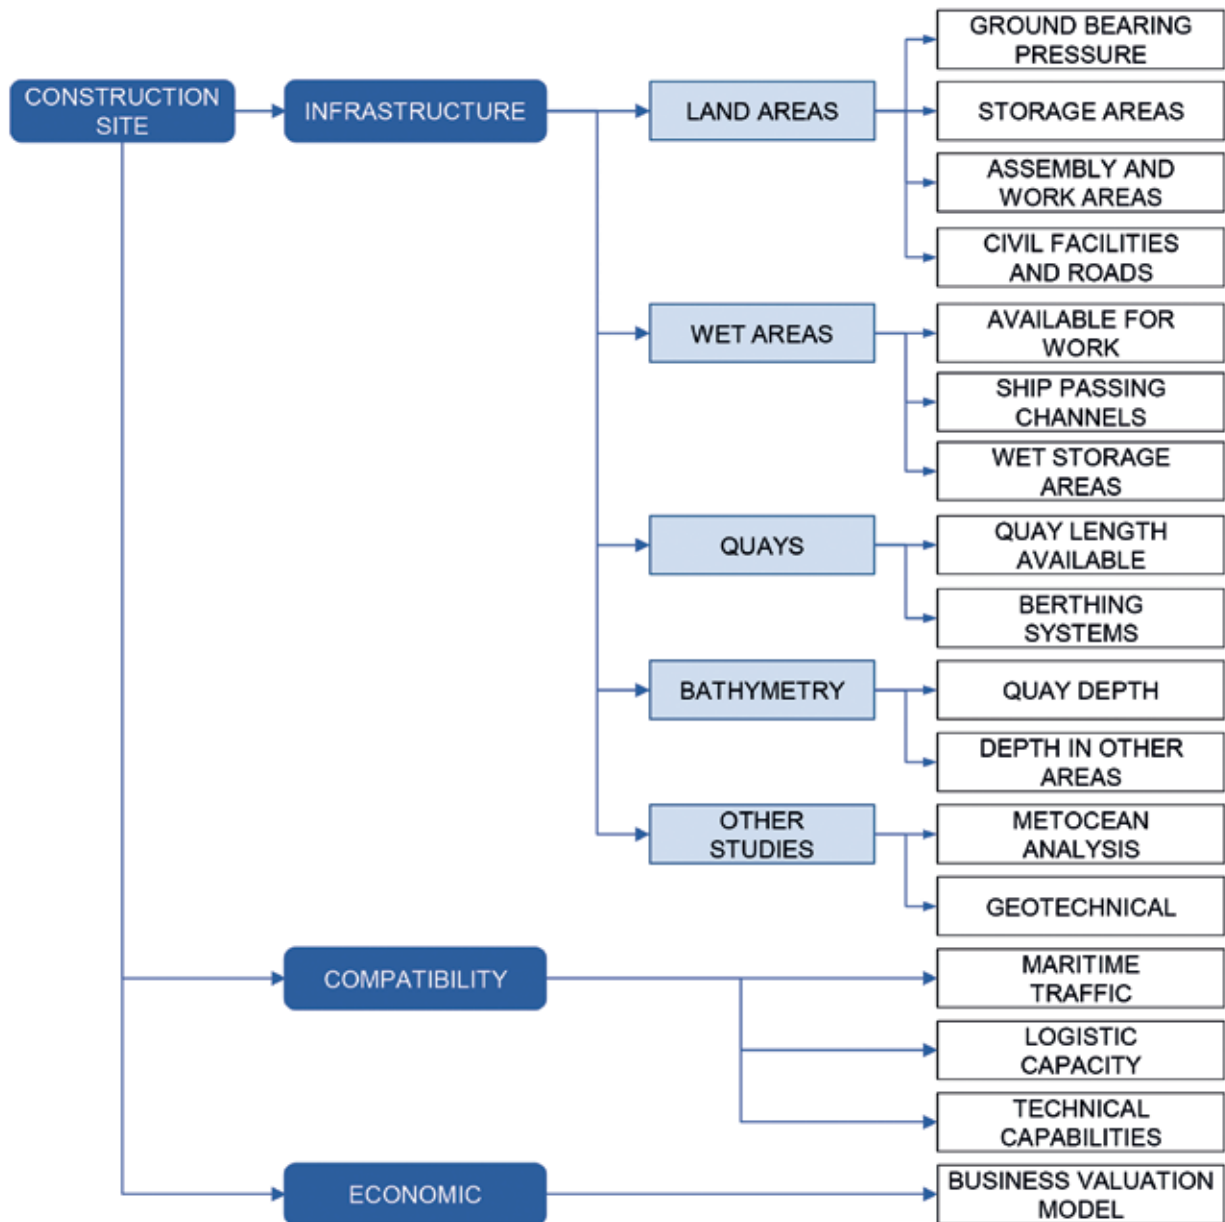 CONSTRUCTION
SITE
INFRASTRUCTURE
LAND AREAS
GROUND BEARING
PRESSURE
STORAGE AREAS
ASSEMBLY AND
WORK AREAS
CIVIL FACILITIES
AND ROADS
WET AREAS
AVAILABLE FOR
WORK
SHIP PASSING
CHANNELS
WET STORAGE
AREAS
QUAYS
QUAY LENGTH
AVAILABLE
BERTHING
SYSTEMS
BATHYMETRY
QUAY DEPTH
DEPTH IN OTHER
AREAS
OTHER
STUDIES
METOCEAN
ANALYSIS
GEOTECHNICAL
COMPATIBILITY
MARITIME
TRAFFIC
LOGISTIC
CAPACITY
TECHNICAL
CAPABILITIES
ECONOMIC
BUSINESS VALUATION
MODEL